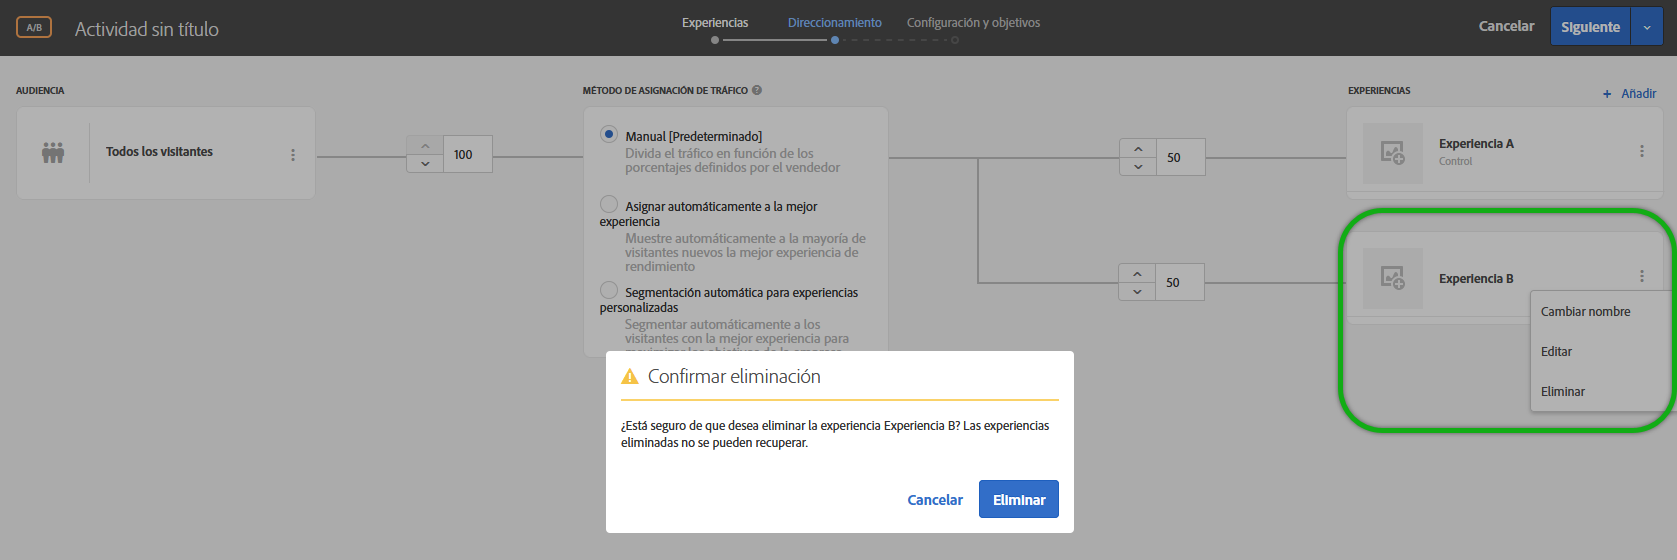 A/B
Actividad sin título
Experiencias
Direccionamiento
Configuración y objetivos
Cancelar
Siguiente
AUDIENCIA
Todos los visitantes
100
MÉTODO DE ASIGNACIÓN DE TRÁFICO
Manual [Predeterminado]
Divida el tráfico en función de los
porcentajes definidos por el vendedor
Asignar automáticamente a la mejor
experiencia
Muestre automáticamente a la mayoría de
visitantes nuevos la mejor experiencia de
rendimiento
Segmentación automática para experiencias
personalizadas
Segmentar automáticamente a los
visitantes con la mejor experiencia para
50
50
EXPERIENCIAS
+ Añadir
Experiencia A
Control
Experiencia B
Cambiar nombre
Editar
Eliminar
Confirmar eliminación
¿Está seguro de que desea eliminar la experiencia Experiencia B? Las experiencias
eliminadas no se pueden recuperar.
Cancelar
Eliminar